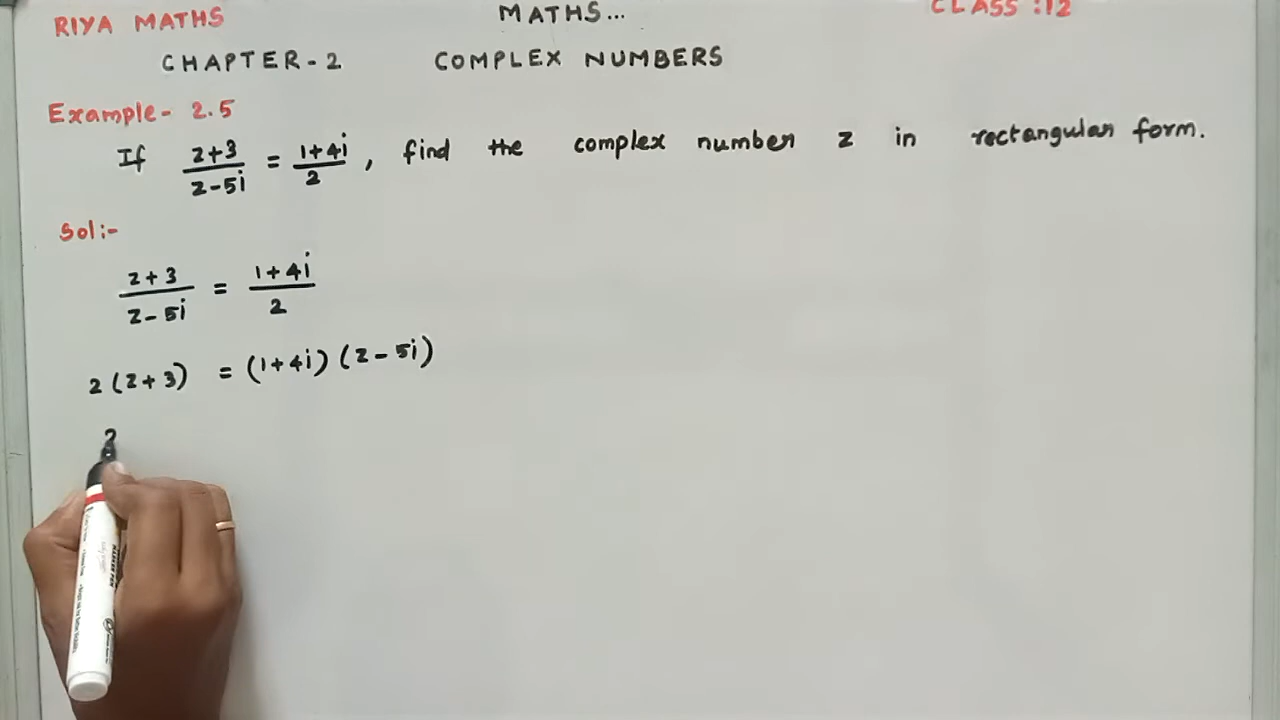 RIYA MATHS MATHS... CLASS :12
CHAPTER-2 COMPLEX NUMBERS
Example- 2.5
If (z+3)/(z-5i) = (1+4i)/2, find the complex number z in rectangular form.
Sol:-
(z+3)/(z-5i) = (1+4i)/2
2(z+3) = (1+4i)(z-5i)
2